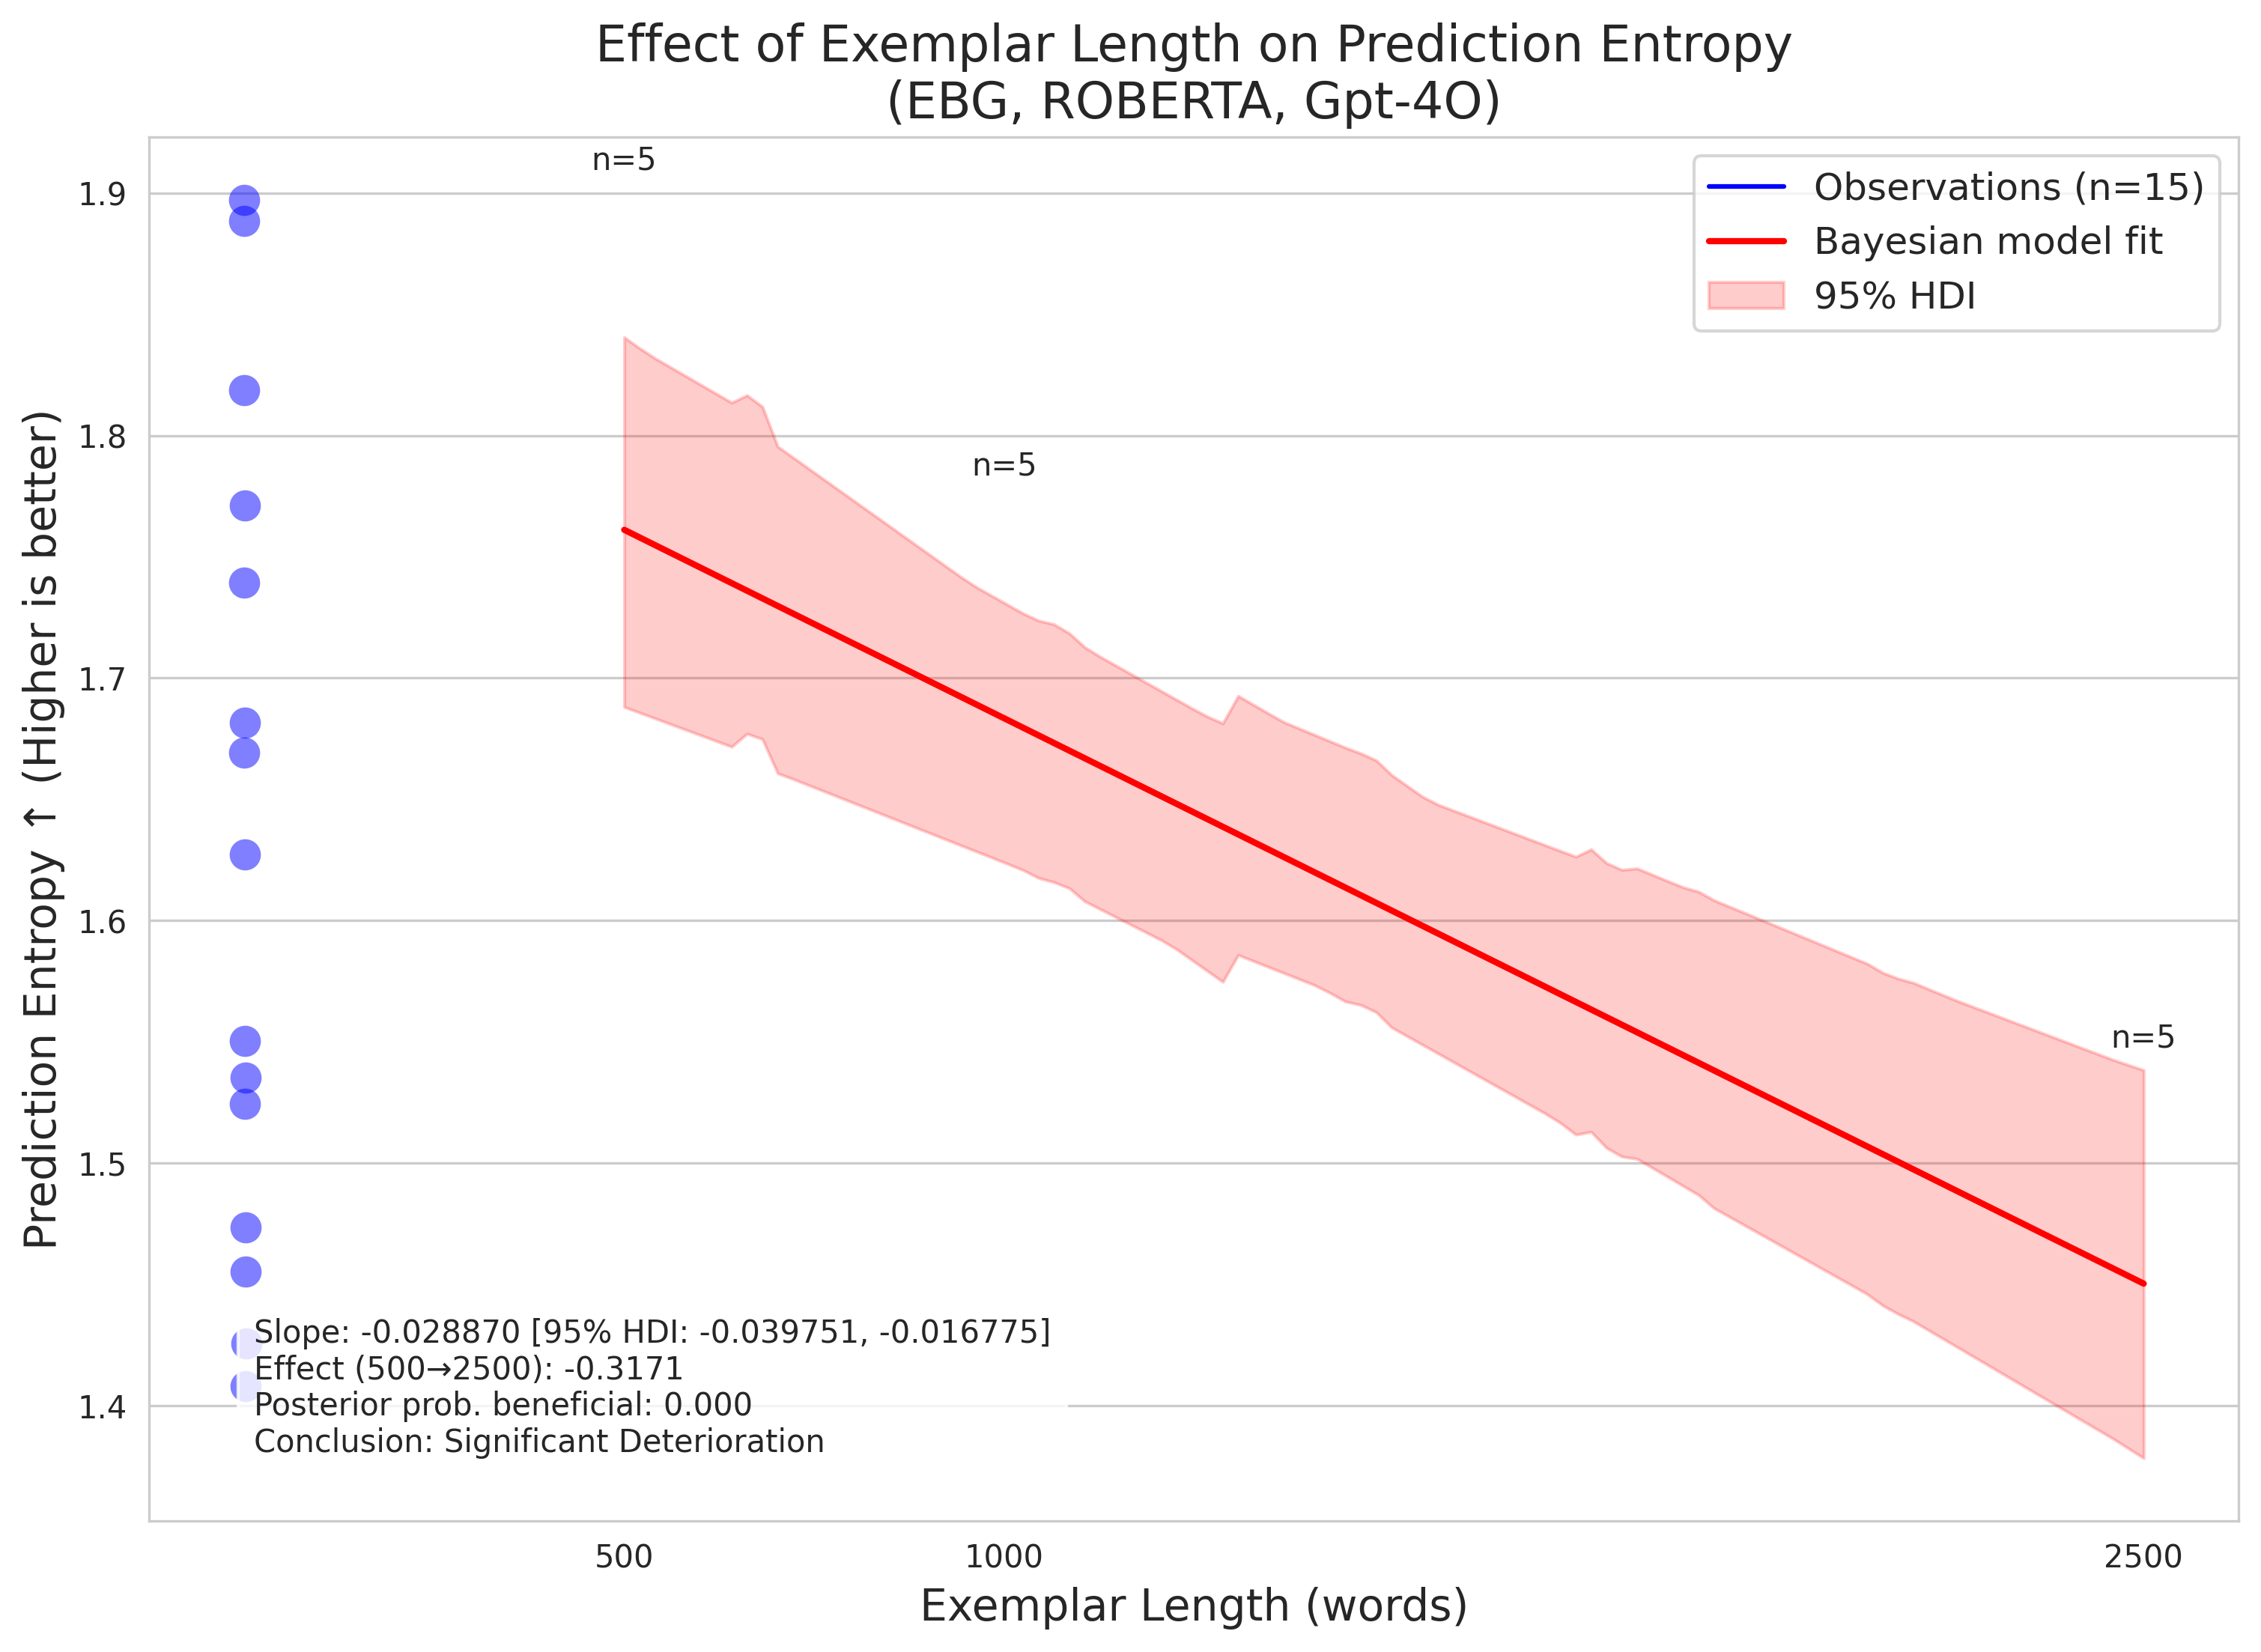 Effect of Exemplar Length on Prediction Entropy
(EBG, ROBERTA, Gpt-4O)
n=5
Observations (n=15)
Bayesian model fit
95% HDI
n=5
n=5
Prediction Entropy ↑ (Higher is better)
1.9
1.8
1.7
1.6
1.5
1.4
Slope: -0.028870 [95% HDI: -0.039751, -0.016775]
Effect (500→2500): -0.3171
Posterior prob. beneficial: 0.000
Conclusion: Significant Deterioration
500
1000
2500
Exemplar Length (words)